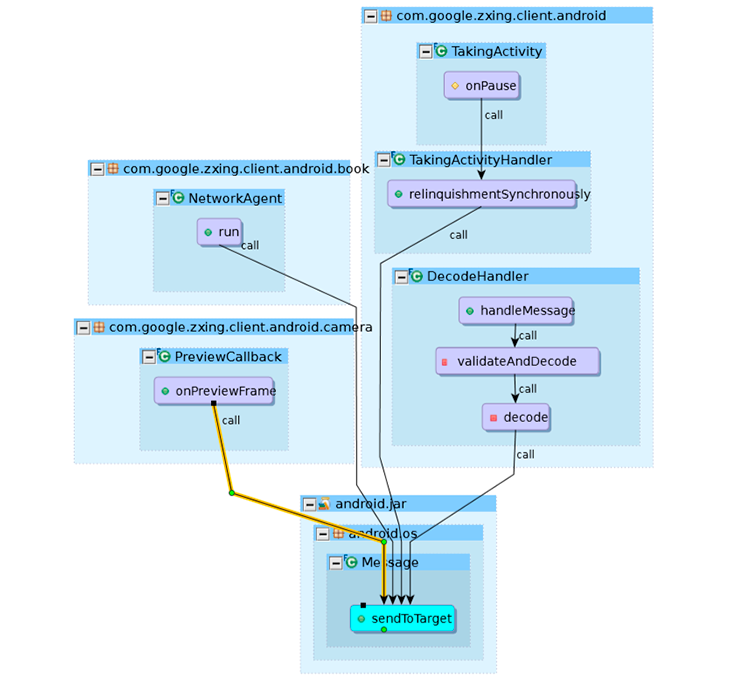 com.google.zxing.client.android
TakingActivity
onPause
call
TakingActivityHandler
relinquishmentSynchronously
call
com.google.zxing.client.android.book
NetworkAgent
run
call
DecodeHandler
handleMessage
call
validateAndDecode
call
decode
call
com.google.zxing.client.android.camera
PreviewCallback
onPreviewFrame
call
android.jar
android.os
Message
sendToTarget